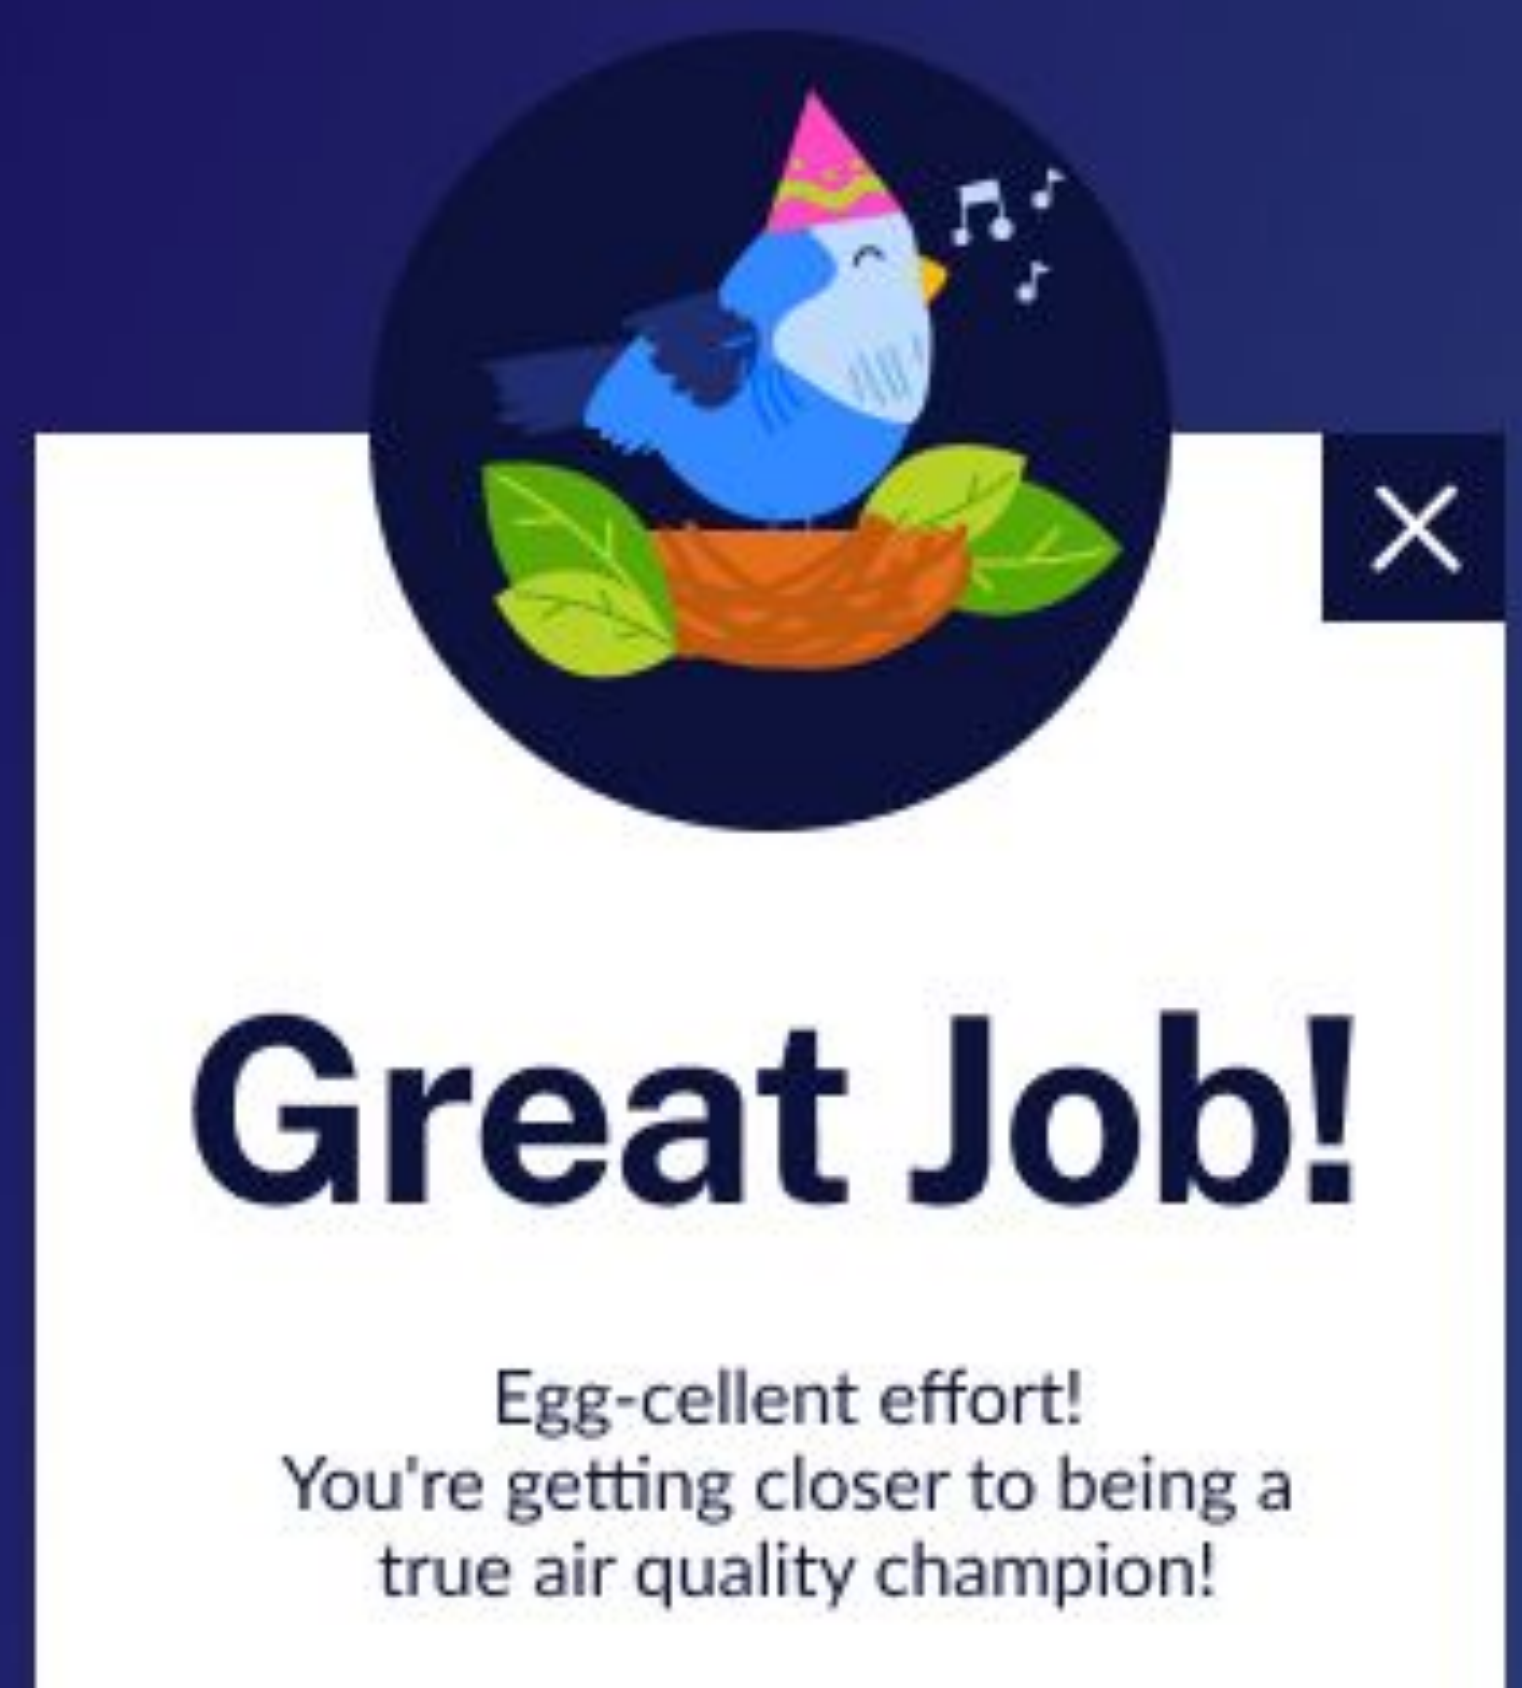 Great Job!
Egg-cellent effort!
You're getting closer to being a
true air quality champion!